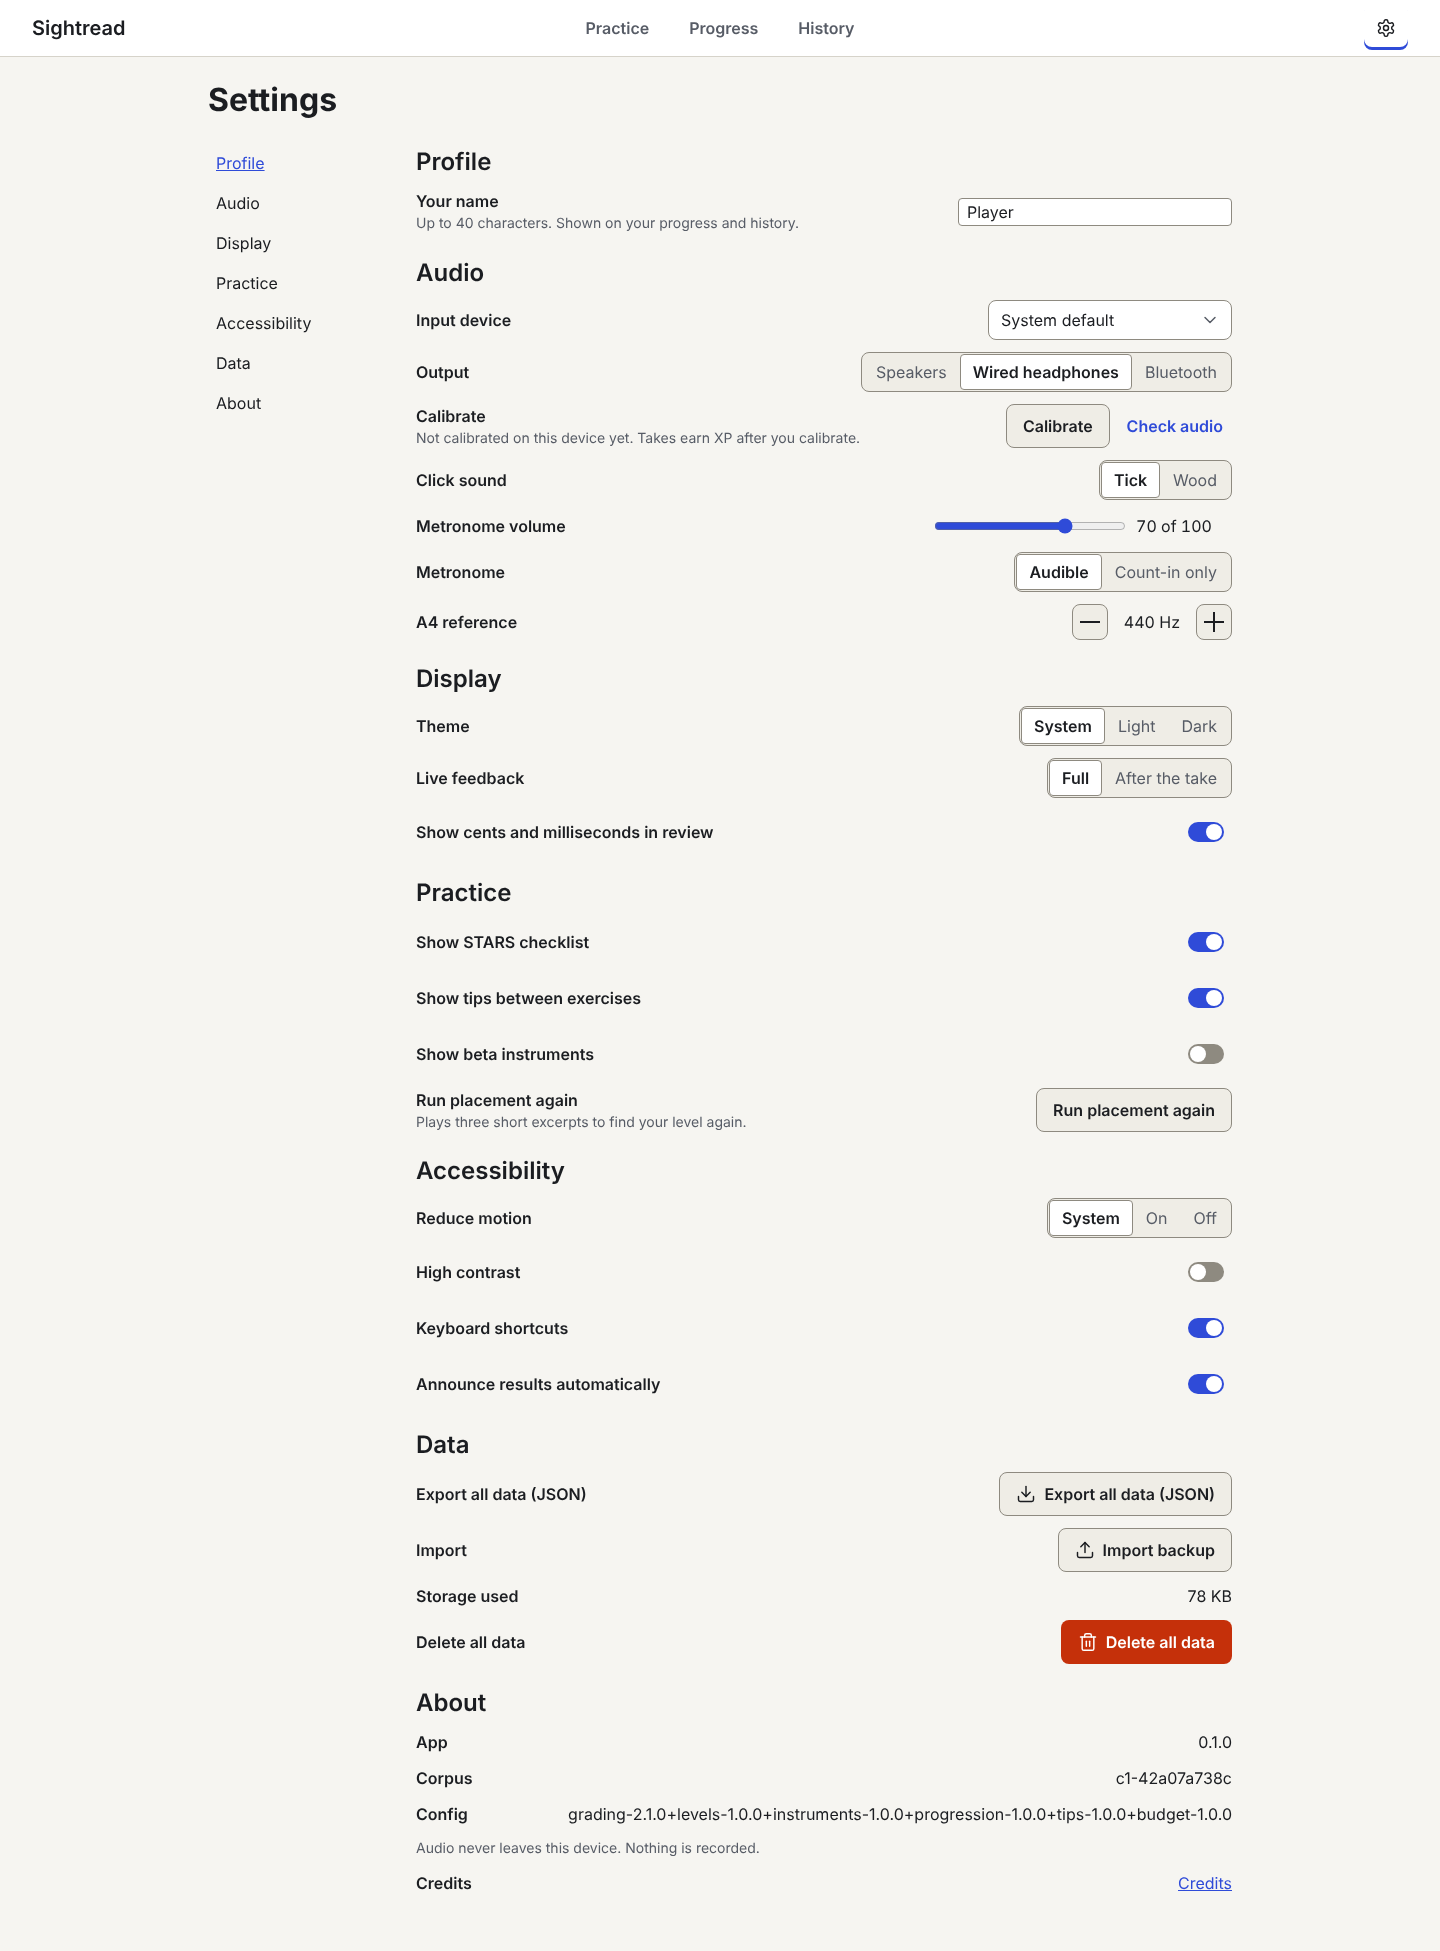 Sightread
Practice
Progress
History
Settings
Profile
Audio
Display
Practice
Accessibility
Data
About
Profile
Your name
Up to 40 characters. Shown on your progress and history.
Player
Audio
Input device
System default
Output
Speakers
Wired headphones
Bluetooth
Calibrate
Not calibrated on this device yet. Takes earn XP after you calibrate.
Calibrate
Check audio
Click sound
Tick
Wood
Metronome volume
70 of 100
Metronome
Audible
Count-in only
A4 reference
440 Hz
Display
Theme
System
Light
Dark
Live feedback
Full
After the take
Show cents and milliseconds in review
Practice
Show STARS checklist
Show tips between exercises
Show beta instruments
Run placement again
Plays three short excerpts to find your level again.
Run placement again
Accessibility
Reduce motion
System
On
Off
High contrast
Keyboard shortcuts
Announce results automatically
Data
Export all data (JSON)
Export all data (JSON)
Import
Import backup
Storage used
78 KB
Delete all data
Delete all data
About
App
0.1.0
Corpus
c1-42a07a738c
Config
grading-2.1.0+levels-1.0.0+instruments-1.0.0+progression-1.0.0+tips-1.0.0+budget-1.0.0
Audio never leaves this device. Nothing is recorded.
Credits
Credits